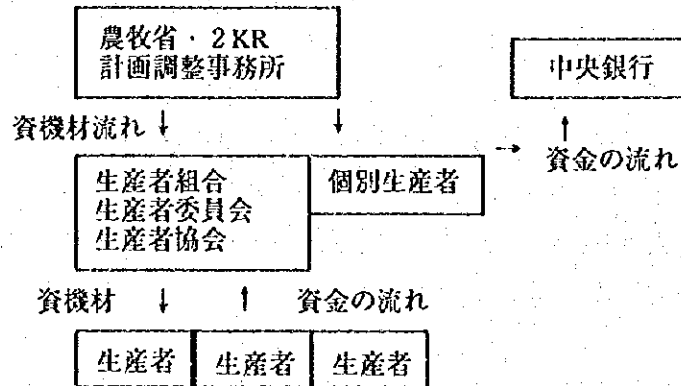 農牧省・２KR
計画調整事務所
中央銀行
資機材流れ ↓ ↓ ↑
→ 資金の流れ
生産者組合
生産者委員会
生産者協会
個別生産者
資機材 ↓ ↑ 資金の流れ
生産者 生産者 生産者